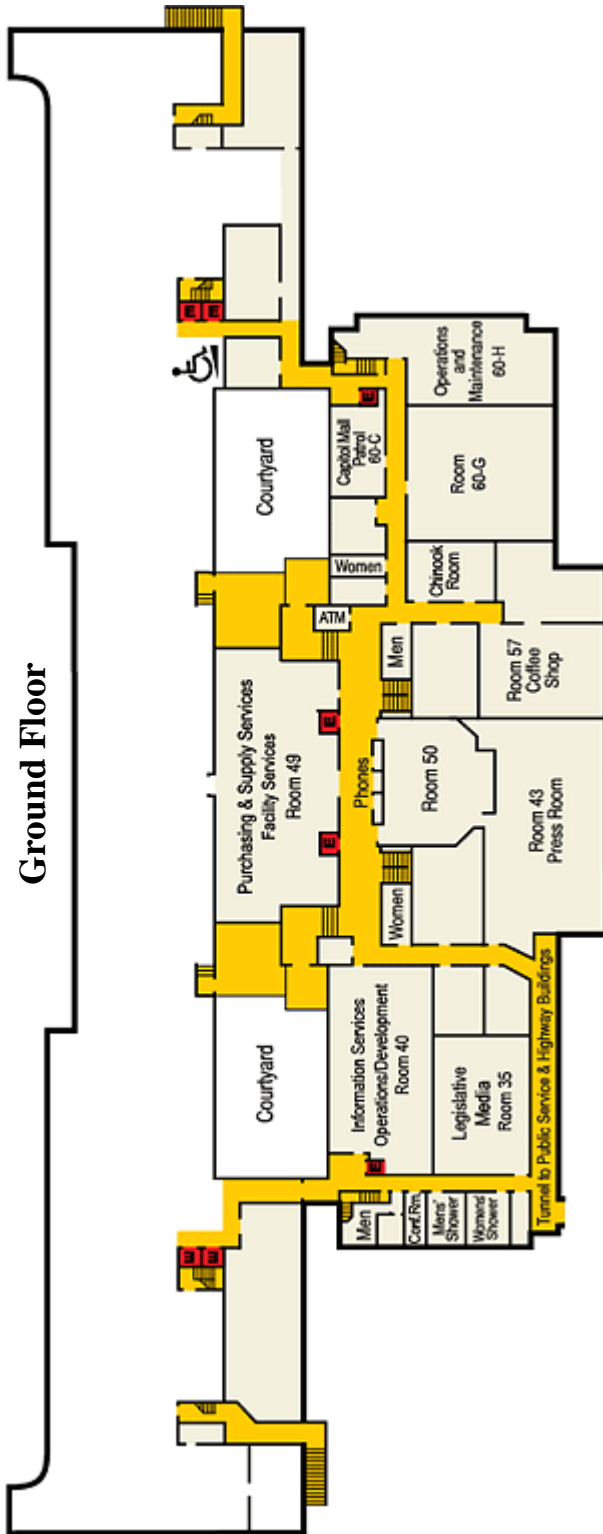 Ground Floor
E
E
Courtyard
Operations
and
Maintenance
60-H
E
Capitol Mall
Patrol
60-C
Room
60-G
Women
Chinook
Room
ATM
Men
Room 57
Coffee
Shop
Purchasing & Supply Services
Facility Services
Room 49
E
E
Phones
Room 50
Room 43
Press Room
Women
Courtyard
Information Services
Operations/Development
Room 40
Legislative
Media
Room 35
E
Tunnel to Public Service & Highway Buildings
Men
Conf.Rm.
Mens'
Shower
Womens'
Shower
E
E